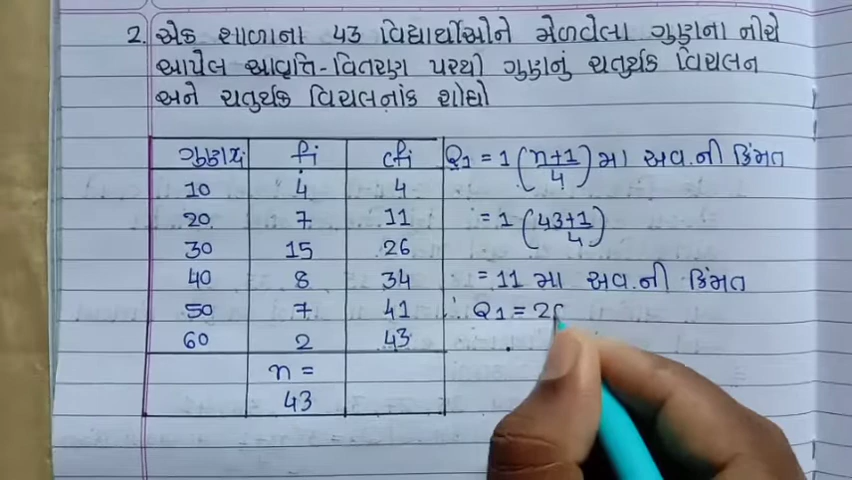 2. એક શાળાના 43 વિદ્યાર્થીઓને મેળવેલા ગુણના નીચે
આપેલ આવૃત્તિ-વિતરણ પરથી ગુણનું ચતુર્થક વિચલન
અને ચતુર્થક વિચલનાંક શોધો
ગુણxi fi cfi
10 4 4
20 7 11
30 15 26
40 8 34
50 7 41
60 2 43
n =
43
Q1 = 1 (n+1/4) મા અવ.ની કિંમત
= 1 (43+1/4)
= 11 મા અવ.ની કિંમત
∴ Q1 = 20